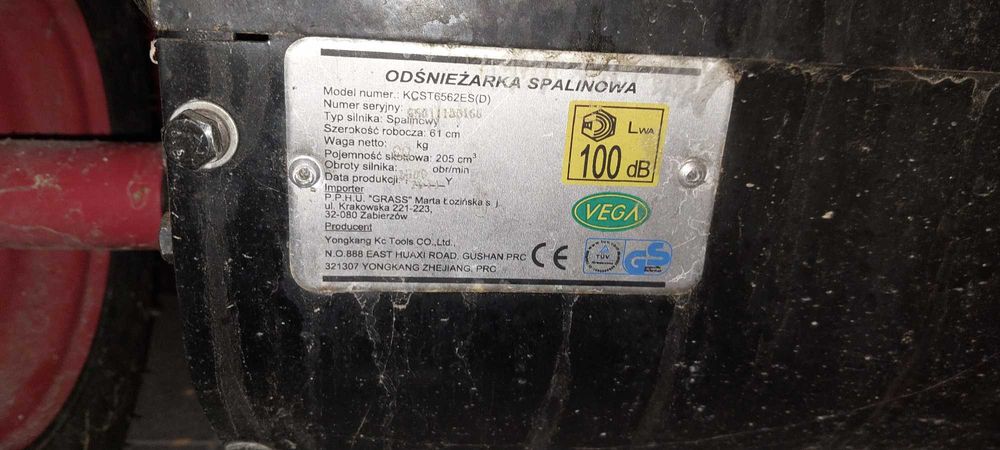 ODŚNIEŻARKA SPALINOWA
Model numer.: KCST6562ES(D)
Numer seryjny:
Typ silnika: Spalinowy
Szerokość robocza: 61 cm
Waga netto: kg
Pojemność skokowa: 205 cm³
Obroty silnika: obr/min
Data produkcji: Y
Importer
P.P.H.U. "GRASS" Marta Łozińska s.j.
ul. Krakowska 221-223,
32-080 Zabierzów
Producent
Yongkang Kc Tools CO.,Ltd.,
N.O.888 EAST HUAXI ROAD, GUSHAN PRC
321307 YONGKANG ZHEJIANG, PRC
LWA
100 dB
VEGA
CE
TÜV
GS